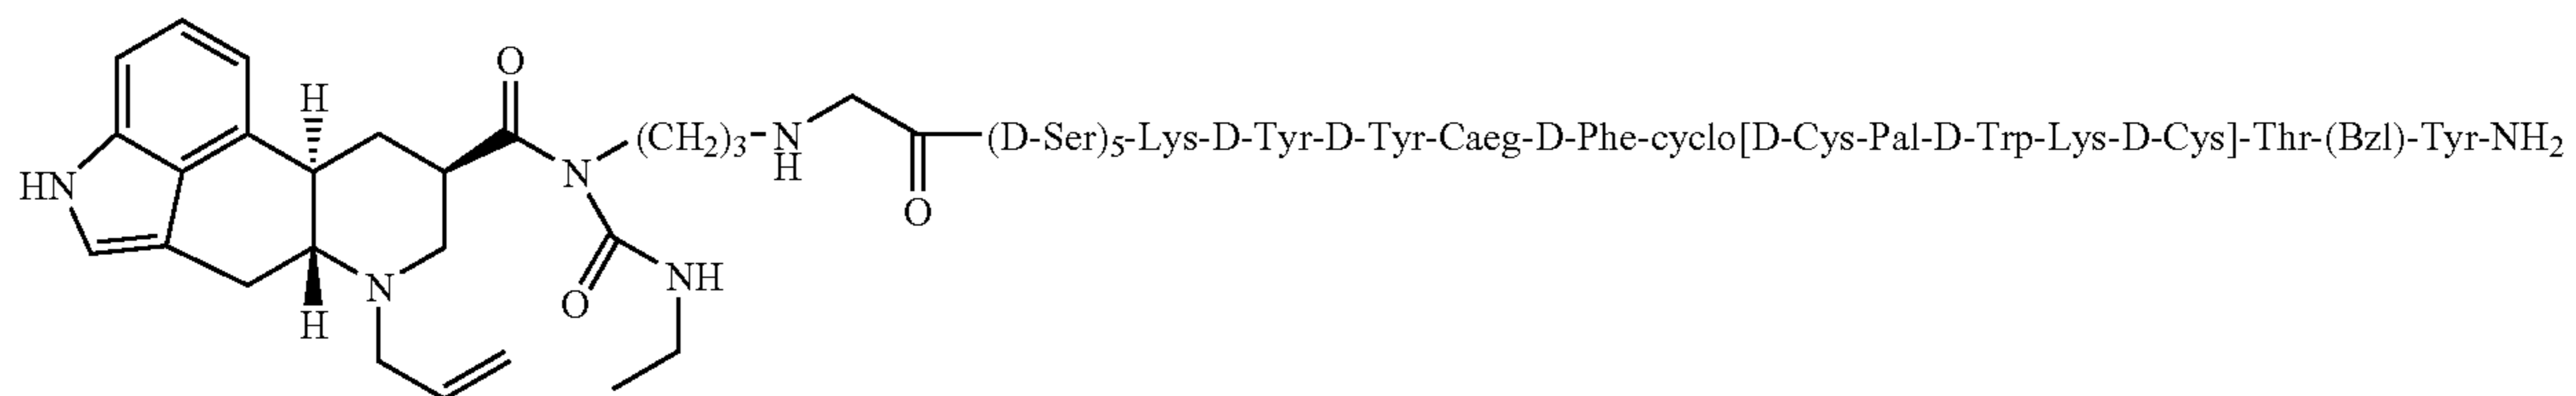 O
H
(CH₂)₃-N
H
(D-Ser)₅-Lys-D-Tyr-D-Tyr-Caeg-D-Phe-cyclo[D-Cys-Pal-D-Trp-Lys-D-Cys]-Thr-(Bzl)-Tyr-NH₂
N
HN
O
N
NH
O
H